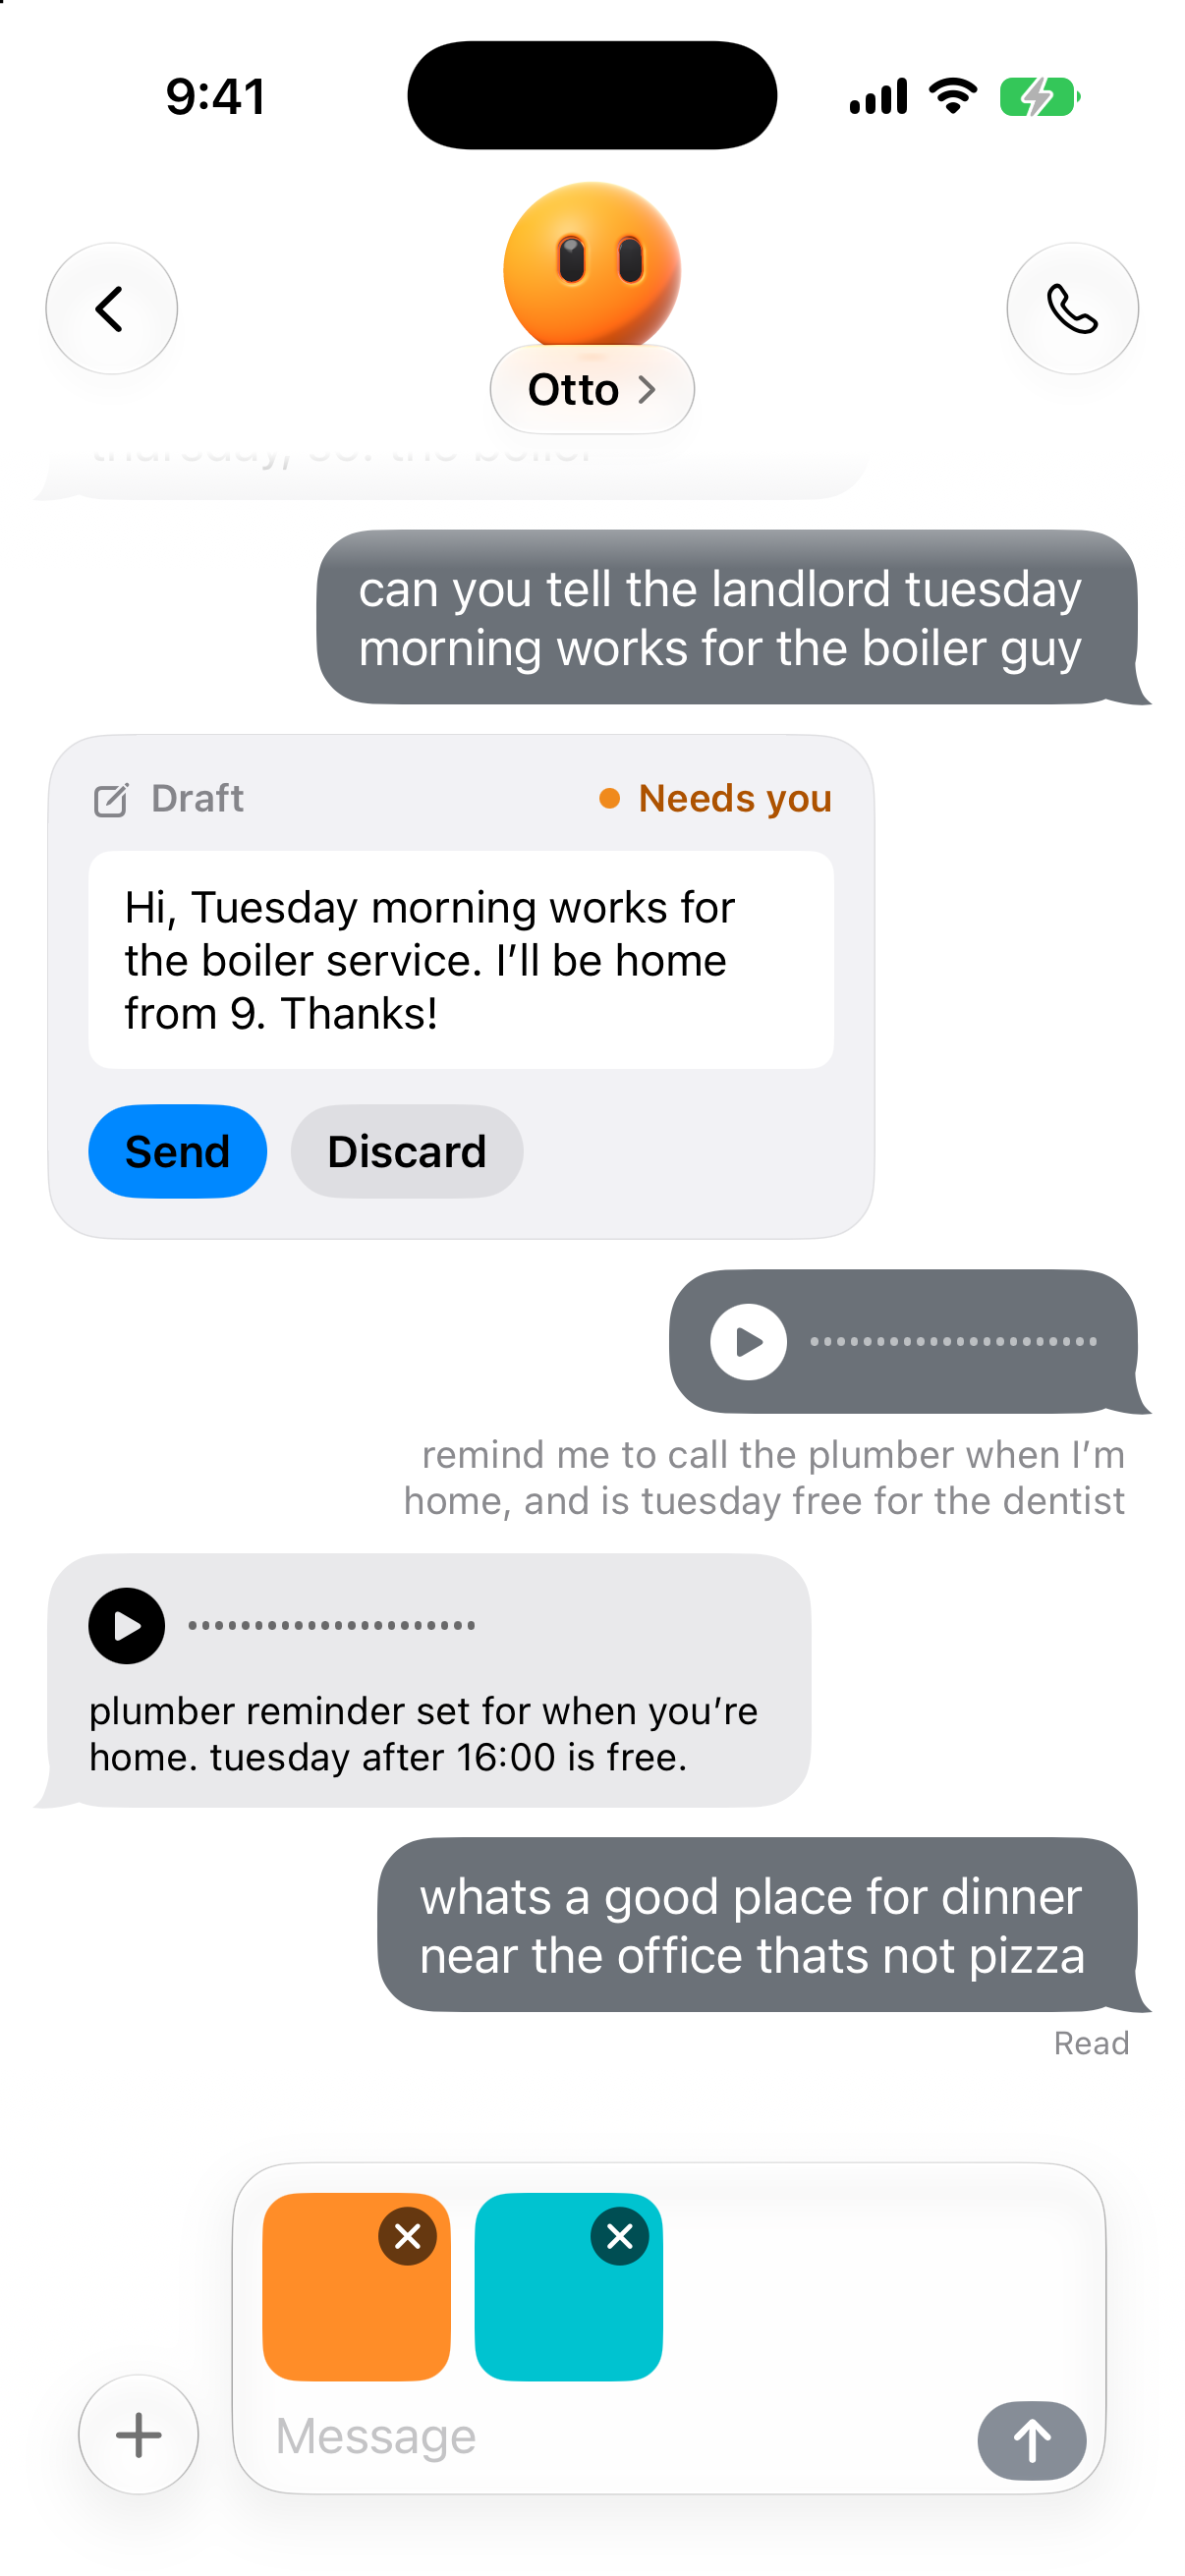 9:41
Otto
thursday, so: the boiler
can you tell the landlord tuesday
morning works for the boiler guy
Draft
Needs you
Hi, Tuesday morning works for
the boiler service. I’ll be home
from 9. Thanks!
Send
Discard
remind me to call the plumber when I’m
home, and is tuesday free for the dentist
plumber reminder set for when you’re
home. tuesday after 16:00 is free.
whats a good place for dinner
near the office thats not pizza
Read
Message